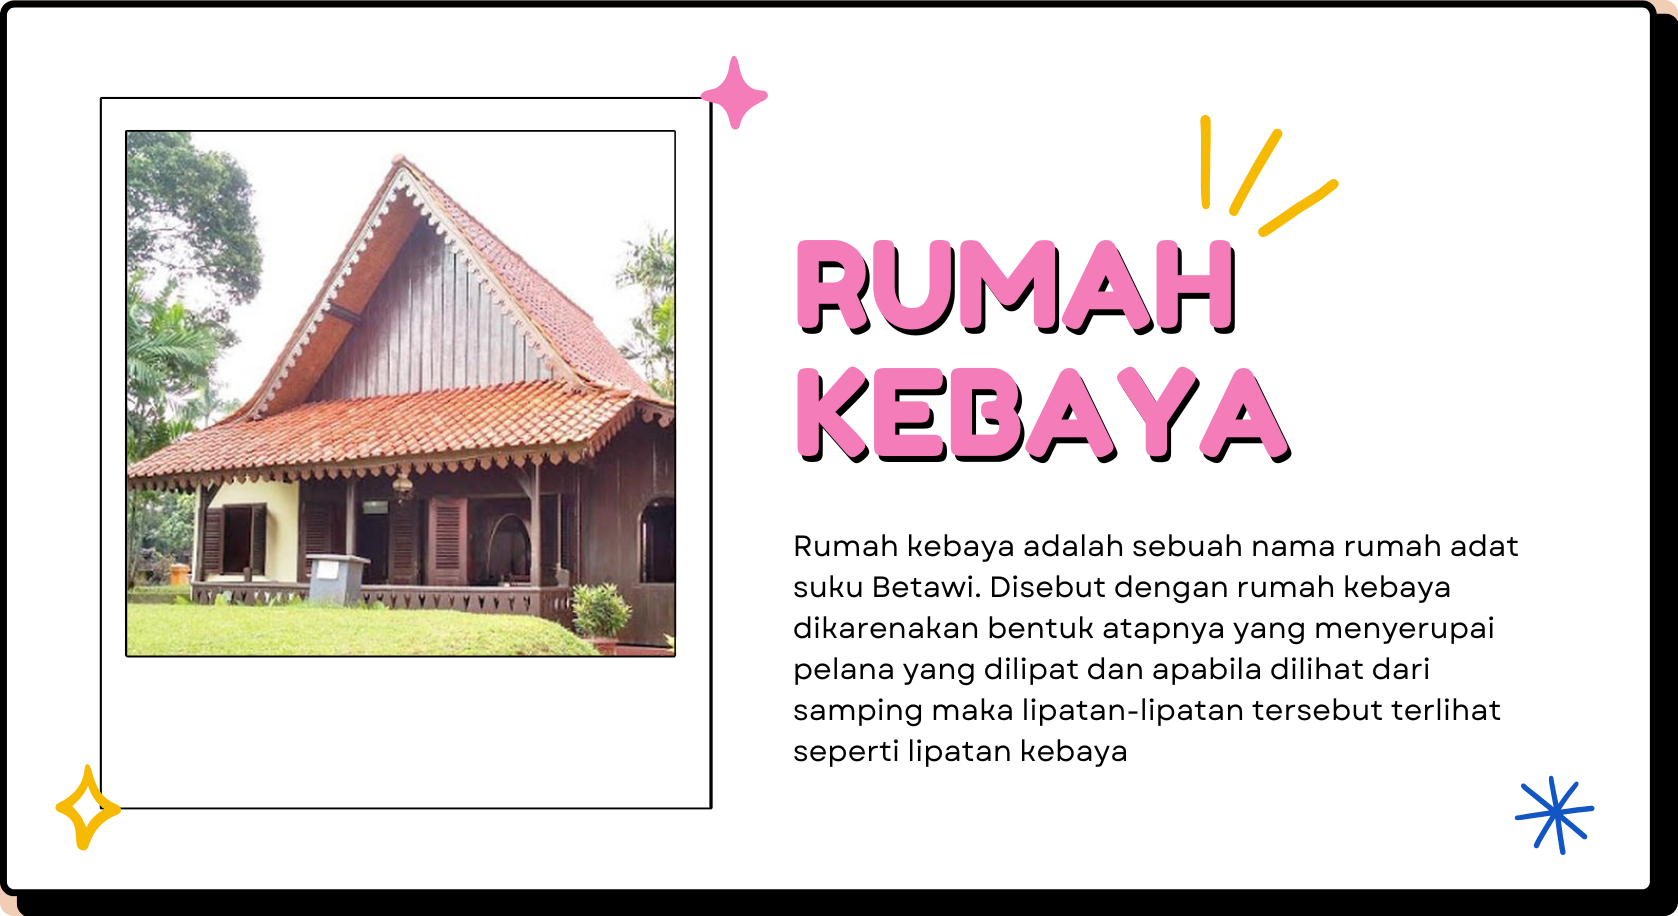 RUMAH
KEBAYA
Rumah kebaya adalah sebuah nama rumah adat
suku Betawi. Disebut dengan rumah kebaya
dikarenakan bentuk atapnya yang menyerupai
pelana yang dilipat dan apabila dilihat dari
samping maka lipatan-lipatan tersebut terlihat
seperti lipatan kebaya